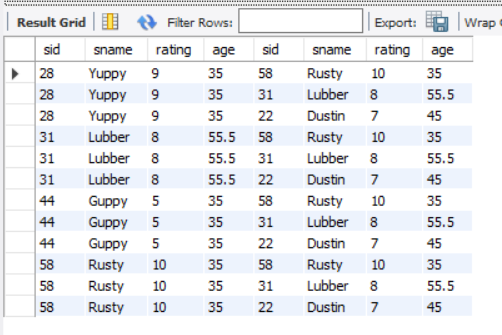 Result Grid Filter Rows: Export: Wrap
sid sname rating age sid sname rating age
28 Yuppy 9 35 58 Rusty 10 35
28 Yuppy 9 35 31 Lubber 8 55.5
28 Yuppy 9 35 22 Dustin 7 45
31 Lubber 8 55.5 58 Rusty 10 35
31 Lubber 8 55.5 31 Lubber 8 55.5
31 Lubber 8 55.5 22 Dustin 7 45
44 Guppy 5 35 58 Rusty 10 35
44 Guppy 5 35 31 Lubber 8 55.5
44 Guppy 5 35 22 Dustin 7 45
58 Rusty 10 35 58 Rusty 10 35
58 Rusty 10 35 31 Lubber 8 55.5
58 Rusty 10 35 22 Dustin 7 45